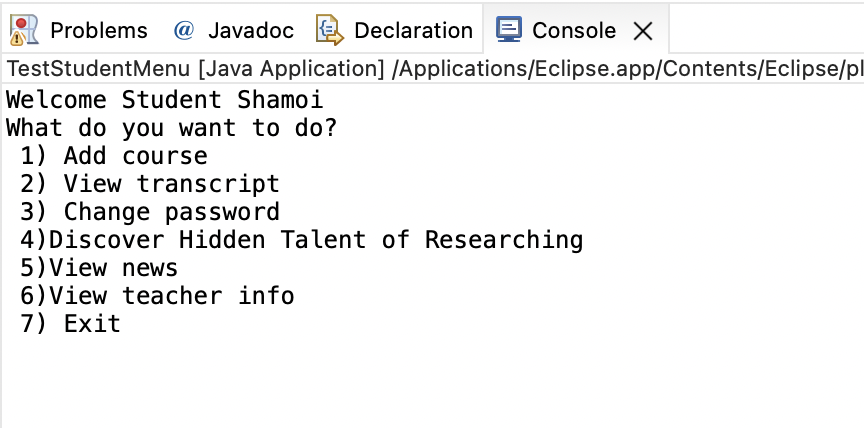 Problems @ Javadoc Declaration Console
TestStudentMenu [Java Application] /Applications/Eclipse.app/Contents/Eclipse/pl
Welcome Student Shamoi
What do you want to do?
1) Add course
2) View transcript
3) Change password
4)Discover Hidden Talent of Researching
5)View news
6)View teacher info
7) Exit